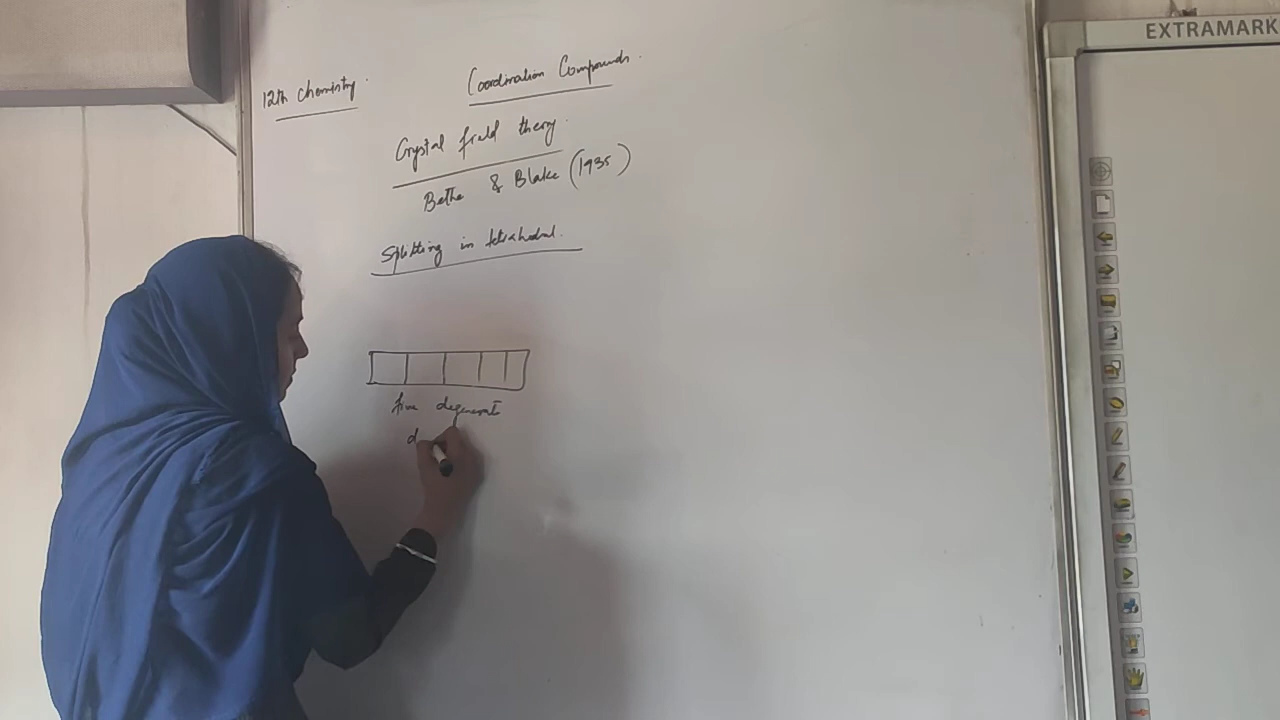 12th Chemistry.
Coordination Compounds.
Crystal field theory.
Bethe & Blake (1935)
Splitting in tetrahedral.
five degenerate
d
EXTRAMARK